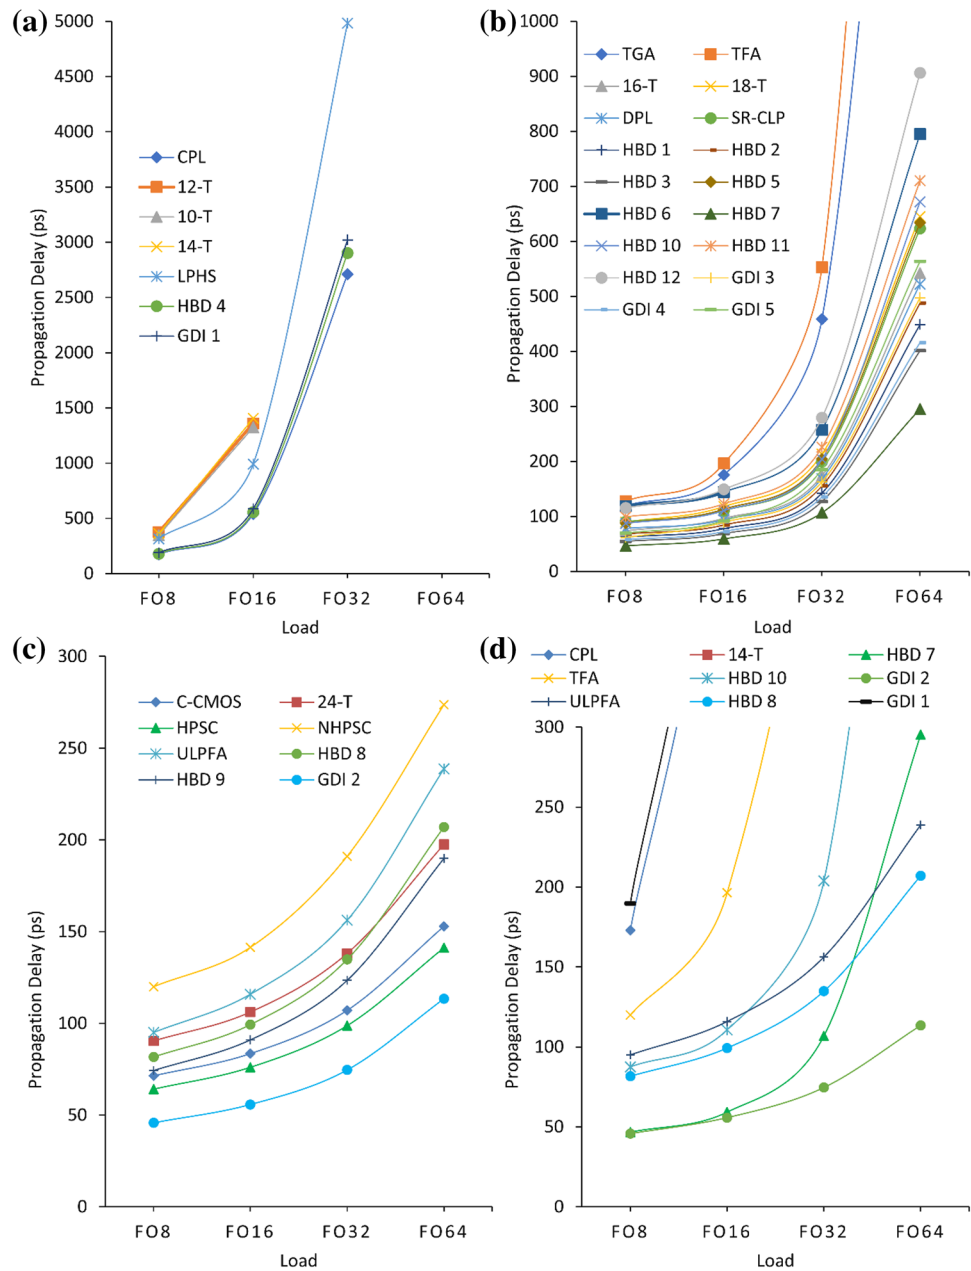 (a)
5000
4500
4000
3500
3000
2500
2000
1500
1000
500
0
Propagation Delay (ps)
CPL
12-T
10-T
14-T
LPHS
HBD 4
GDI 1
FO8 FO16 FO32 FO64
Load
(b)
1000
900
800
700
600
500
400
300
200
100
0
Propagation Delay (ps)
TGA TFA
16-T 18-T
DPL SR-CLP
HBD 1 HBD 2
HBD 3 HBD 5
HBD 6 HBD 7
HBD 10 HBD 11
HBD 12 GDI 3
GDI 4 GDI 5
FO8 FO16 FO32 FO64
Load
(c)
300
250
200
150
100
50
0
Propagation Delay (ps)
C-CMOS 24-T
HPSC NHPSC
ULPFA HBD 8
HBD 9 GDI 2
FO8 FO16 FO32 FO64
Load
(d)
CPL 14-T HBD 7
TFA HBD 10 GDI 2
ULPFA HBD 8 GDI 1
300
250
200
150
100
50
0
Propagation Delay (ps)
FO8 FO16 FO32 FO64
Load